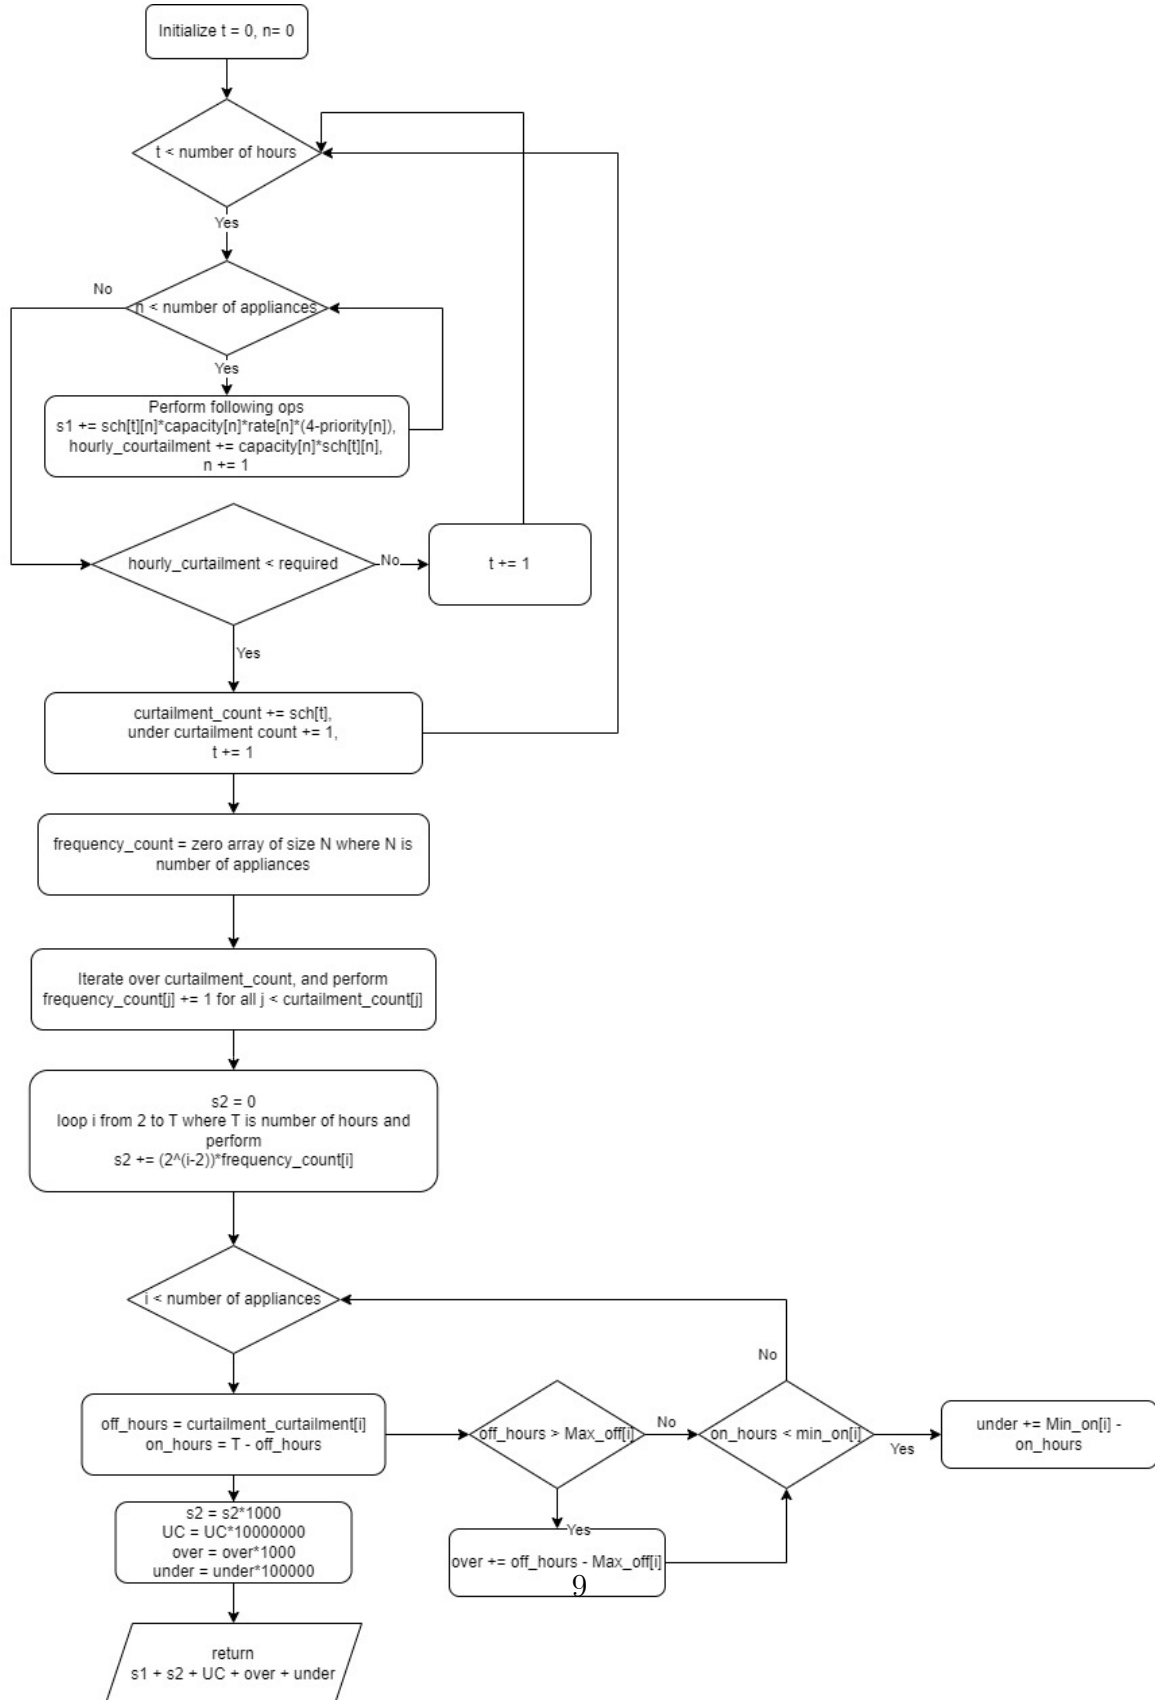 Initialize t = 0, n= 0
t < number of hours
Yes
No
n < number of appliances
Yes
Perform following ops
s1 += sch[t][n]*capacity[n]*rate[n]*(4-priority[n]),
hourly_courtailment += capacity[n]*sch[t][n],
n += 1
hourly_curtailment < required
No
t += 1
Yes
curtailment_count += sch[t],
under curtailment count += 1,
t += 1
frequency_count = zero array of size N where N is
number of appliances
Iterate over curtailment_count, and perform
frequency_count[j] += 1 for all j < curtailment_count[j]
s2 = 0
loop i from 2 to T where T is number of hours and
perform
s2 += (2^(i-2))*frequency_count[i]
i < number of appliances
No
off_hours = curtailment_curtailment[i]
on_hours = T - off_hours
off_hours > Max_off[i]
No
on_hours < min_on[i]
Yes
under += Min_on[i] -
on_hours
Yes
over += off_hours - Max_off[i]
s2 = s2*1000
UC = UC*10000000
over = over*1000
under = under*100000
9
return
s1 + s2 + UC + over + under